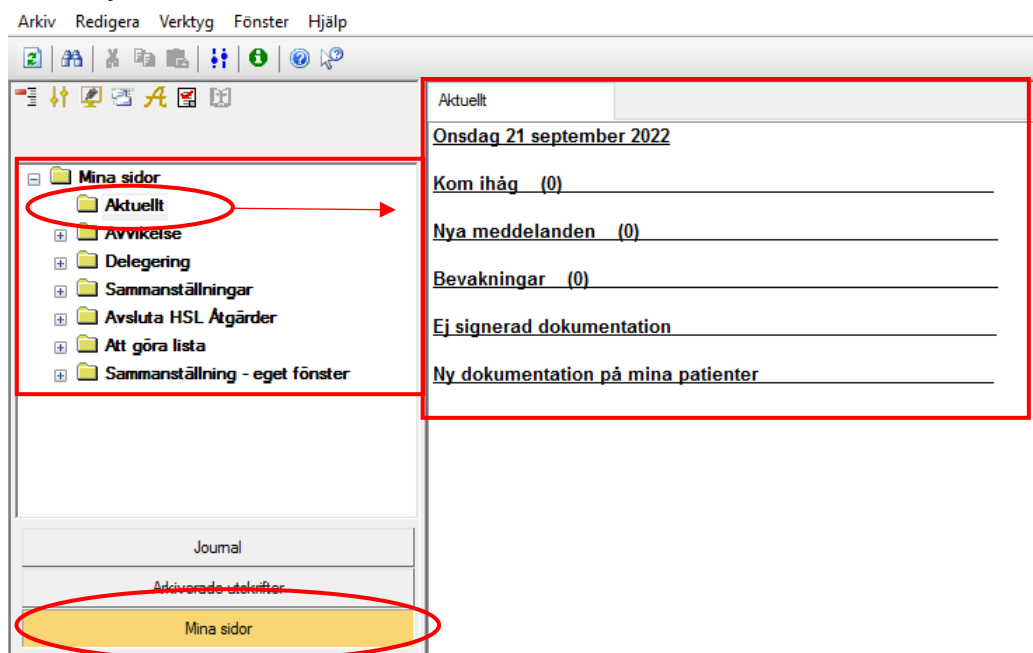 Arkiv Redigera Verktyg Fönster Hjälp
Aktuellt
Onsdag 21 september 2022
Kom ihåg (0)
Nya meddelanden (0)
Bevakningar (0)
Ej signerad dokumentation
Ny dokumentation på mina patienter
Mina sidor
Aktuellt
Avvikelse
Delegering
Sammanställningar
Avsluta HSL Åtgärder
Att göra lista
Sammanställning - eget fönster
Journal
Arkiverade utskrifter
Mina sidor